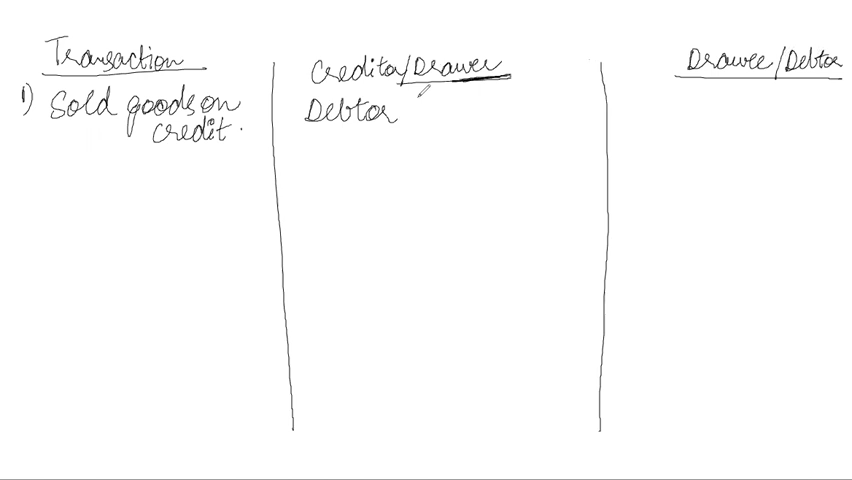 Transaction
Creditor/Drawer
Drawee/Debtor
1) Sold goods on
credit.
Debtor